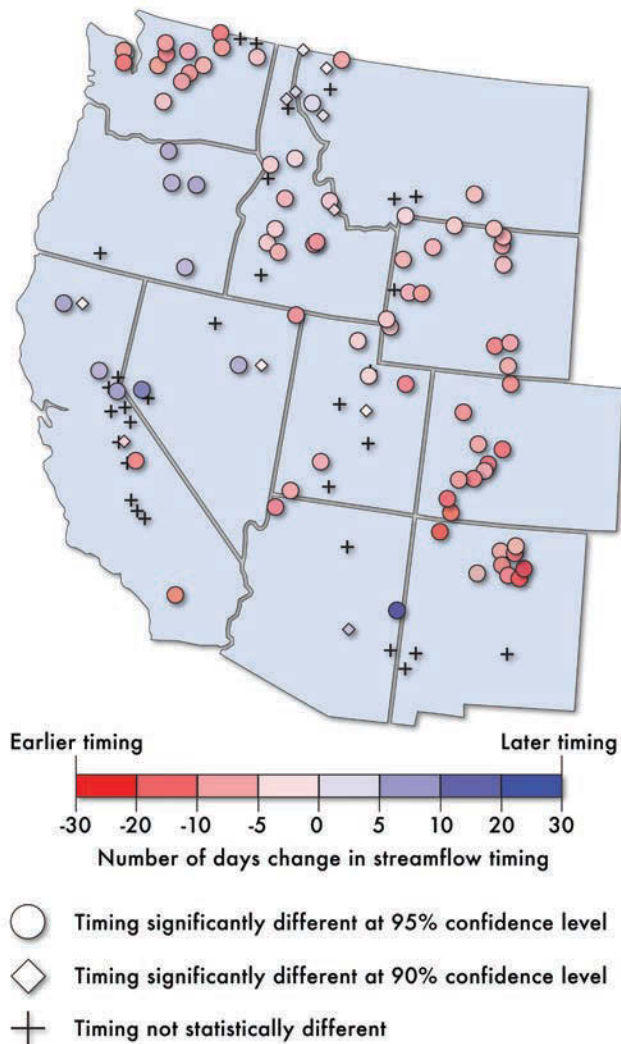 Earlier timing Later timing
-30 -20 -10 -5 0 5 10 20 30
Number of days change in streamflow timing
Timing significantly different at 95% confidence level
Timing significantly different at 90% confidence level
Timing not statistically different